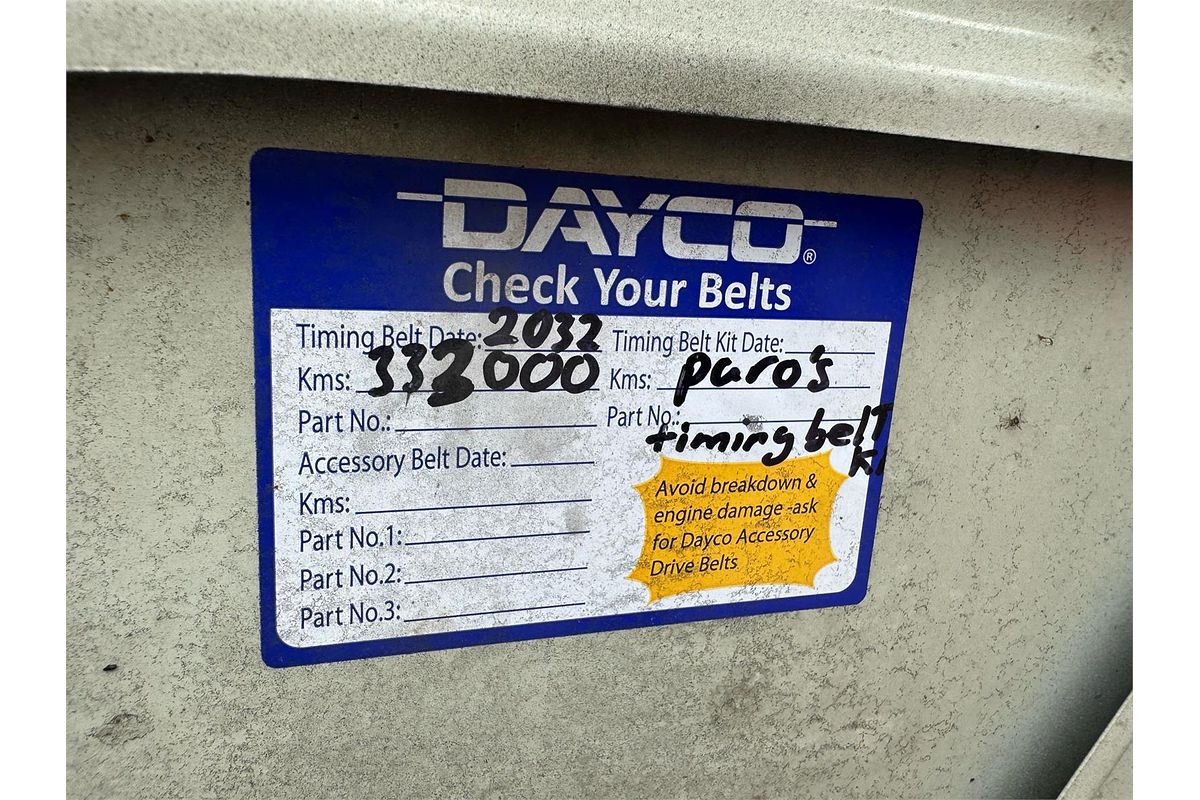 DAYCO®
Check Your Belts
Timing Belt Date: 2032
Kms: 333000
Part No.:
Accessory Belt Date:
Kms:
Part No.1:
Part No.2:
Part No.3:
Timing Belt Kit Date:
Kms: puro's
Part No.:
timing belt
Avoid breakdown &
engine damage -ask
for Dayco Accessory
Drive Belts